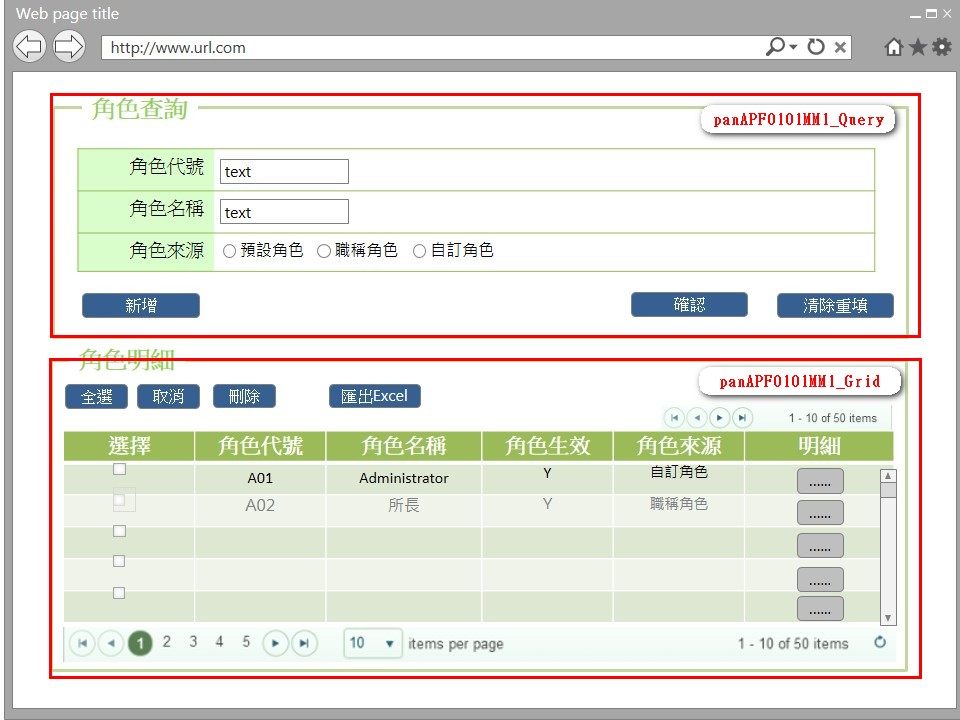 Web page title
http://www.url.com
角色查詢
panAPF0101MM1_Query
角色代號 text
角色名稱 text
角色來源 預設角色 職稱角色 自訂角色
新增 確認 清除重填
角色明細
panAPF0101MM1_Grid
全選 取消 刪除 匯出Excel
1 - 10 of 50 items
選擇 角色代號 角色名稱 角色生效 角色來源 明細
A01 Administrator Y 自訂角色 ......
A02 所長 Y 職稱角色 ......
......
......
......
1 2 3 4 5 10 items per page 1 - 10 of 50 items